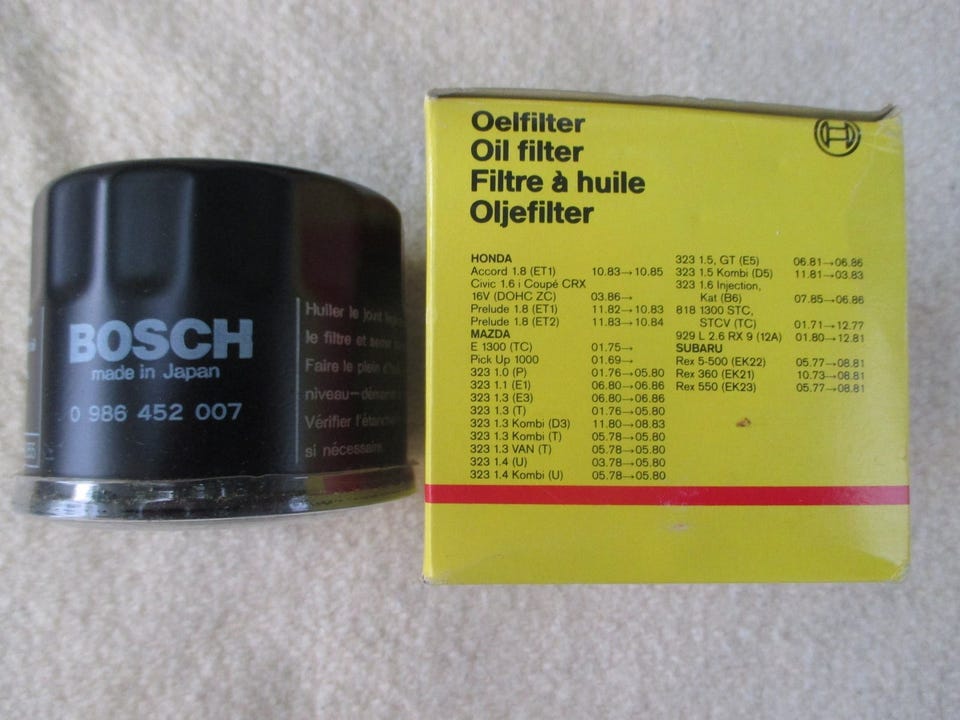 BOSCH
made in Japan
0 986 452 007
Huiler le joint
le filtre et
Faire le plein
niveau-
Vérifier
si nécessaire
Oelfilter
Oil filter
Filtre à huile
Oljefilter
HONDA
Accord 1.8 (ET1) 10.83→10.85
Civic 1.6 i Coupé CRX
16V (DOHC ZC) 03.86→
Prelude 1.8 (ET1) 11.82→10.83
Prelude 1.8 (ET2) 11.83→10.84
MAZDA
E 1300 (TC) 01.75→
Pick Up 1000 01.69→
323 1.0 (P) 01.76→05.80
323 1.1 (E1) 06.80→06.86
323 1.3 (E3) 06.80→06.86
323 1.3 (T) 01.76→05.80
323 1.3 Kombi (D3) 11.80→08.83
323 1.3 Kombi (T) 05.78→05.80
323 1.3 VAN (T) 05.78→05.80
323 1.4 (U) 03.78→05.80
323 1.4 Kombi (U) 05.78→05.80
323 1.5, GT (E5) 06.81→06.86
323 1.5 Kombi (D5) 11.81→03.83
323 1.6 Injection,
Kat (B6) 07.85→06.86
818 1300 STC,
STCV (TC) 01.71→12.77
929 L 2.6 RX 9 (12A) 01.80→12.81
SUBARU
Rex 5-500 (EK22) 05.77→08.81
Rex 360 (EK21) 10.73→08.81
Rex 550 (EK23) 05.77→08.81